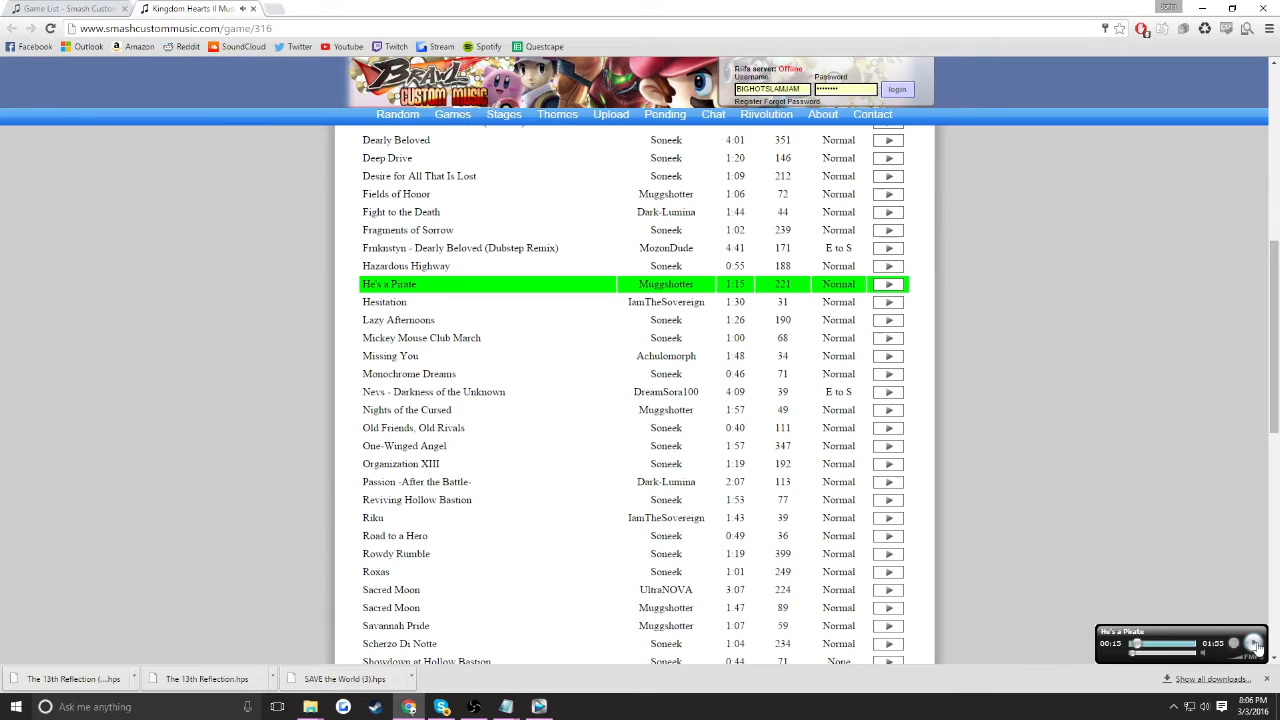 John
Game List - Smash Custom
Kingdom Hearts II Mus
www.smashcustommusic.com/game/316
Facebook Outlook Amazon Reddit SoundCloud Twitter Youtube Twitch Stream Spotify Questscape
BRAWL
CUSTOM MUSIC
Riifs server: Offline
Username Password
BIGHOTSLAMJAM ******** login
Register Forgot Password
Random Games Stages Themes Upload Pending Chat Riivolution About Contact
Dearly Beloved Soneek 4:01 351 Normal
Deep Drive Soneek 1:20 146 Normal
Desire for All That Is Lost Soneek 1:09 212 Normal
Fields of Honor Muggshotter 1:06 72 Normal
Fight to the Death Dark-Lumina 1:44 44 Normal
Fragments of Sorrow Soneek 1:02 239 Normal
Frnknstyn - Dearly Beloved (Dubstep Remix) MozonDude 4:41 171 E to S
Hazardous Highway Soneek 0:55 188 Normal
He's a Pirate Muggshotter 1:15 221 Normal
Hesitation IamTheSovereign 1:30 31 Normal
Lazy Afternoons Soneek 1:26 190 Normal
Mickey Mouse Club March Soneek 1:00 68 Normal
Missing You Achulomorph 1:48 34 Normal
Monochrome Dreams Soneek 0:46 71 Normal
Nevs - Darkness of the Unknown DreamSora100 4:09 39 E to S
Nights of the Cursed Muggshotter 1:57 49 Normal
Old Friends, Old Rivals Soneek 0:40 111 Normal
One-Winged Angel Soneek 1:57 347 Normal
Organization XIII Soneek 1:19 192 Normal
Passion -After the Battle- Dark-Lumina 2:07 113 Normal
Reviving Hollow Bastion Soneek 1:53 77 Normal
Riku IamTheSovereign 1:43 39 Normal
Road to a Hero Soneek 0:49 36 Normal
Rowdy Rumble Soneek 1:19 399 Normal
Roxas Soneek 1:01 249 Normal
Sacred Moon UltraNOVA 3:07 224 Normal
Sacred Moon Muggshotter 1:47 89 Normal
Savannah Pride Muggshotter 1:07 59 Normal
Scherzo Di Notte Soneek 1:04 234 Normal
Showdown at Hollow Bastion Soneek 0:44 71 None
He's a Pirate
00:15 01:55
The 13th Reflection (....hps The 13th Reflection.hps SAVE the World (3).hps Show all downloads...
Ask me anything
8:06 PM
3/3/2016